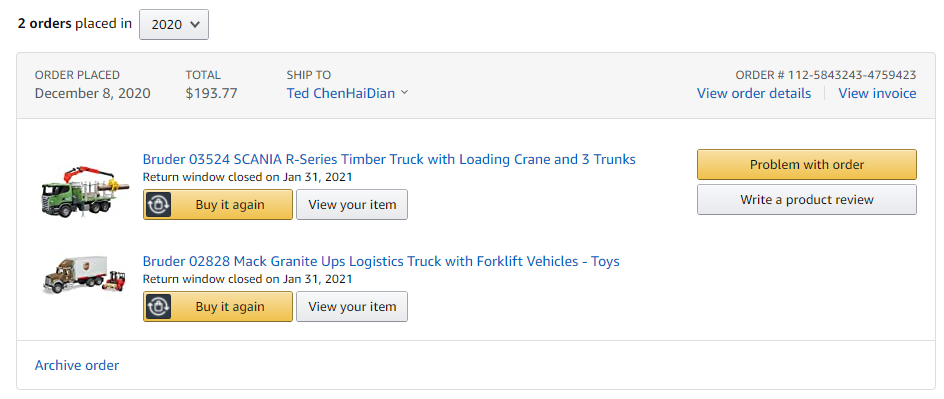 2 orders placed in 2020
ORDER PLACED TOTAL SHIP TO ORDER # 112-5843243-4759423
December 8, 2020 $193.77 Ted ChenHaiDian View order details View invoice
Bruder 03524 SCANIA R-Series Timber Truck with Loading Crane and 3 Trunks
Return window closed on Jan 31, 2021
Buy it again View your item
Problem with order
Write a product review
Bruder 02828 Mack Granite Ups Logistics Truck with Forklift Vehicles - Toys
Return window closed on Jan 31, 2021
Buy it again View your item
Archive order